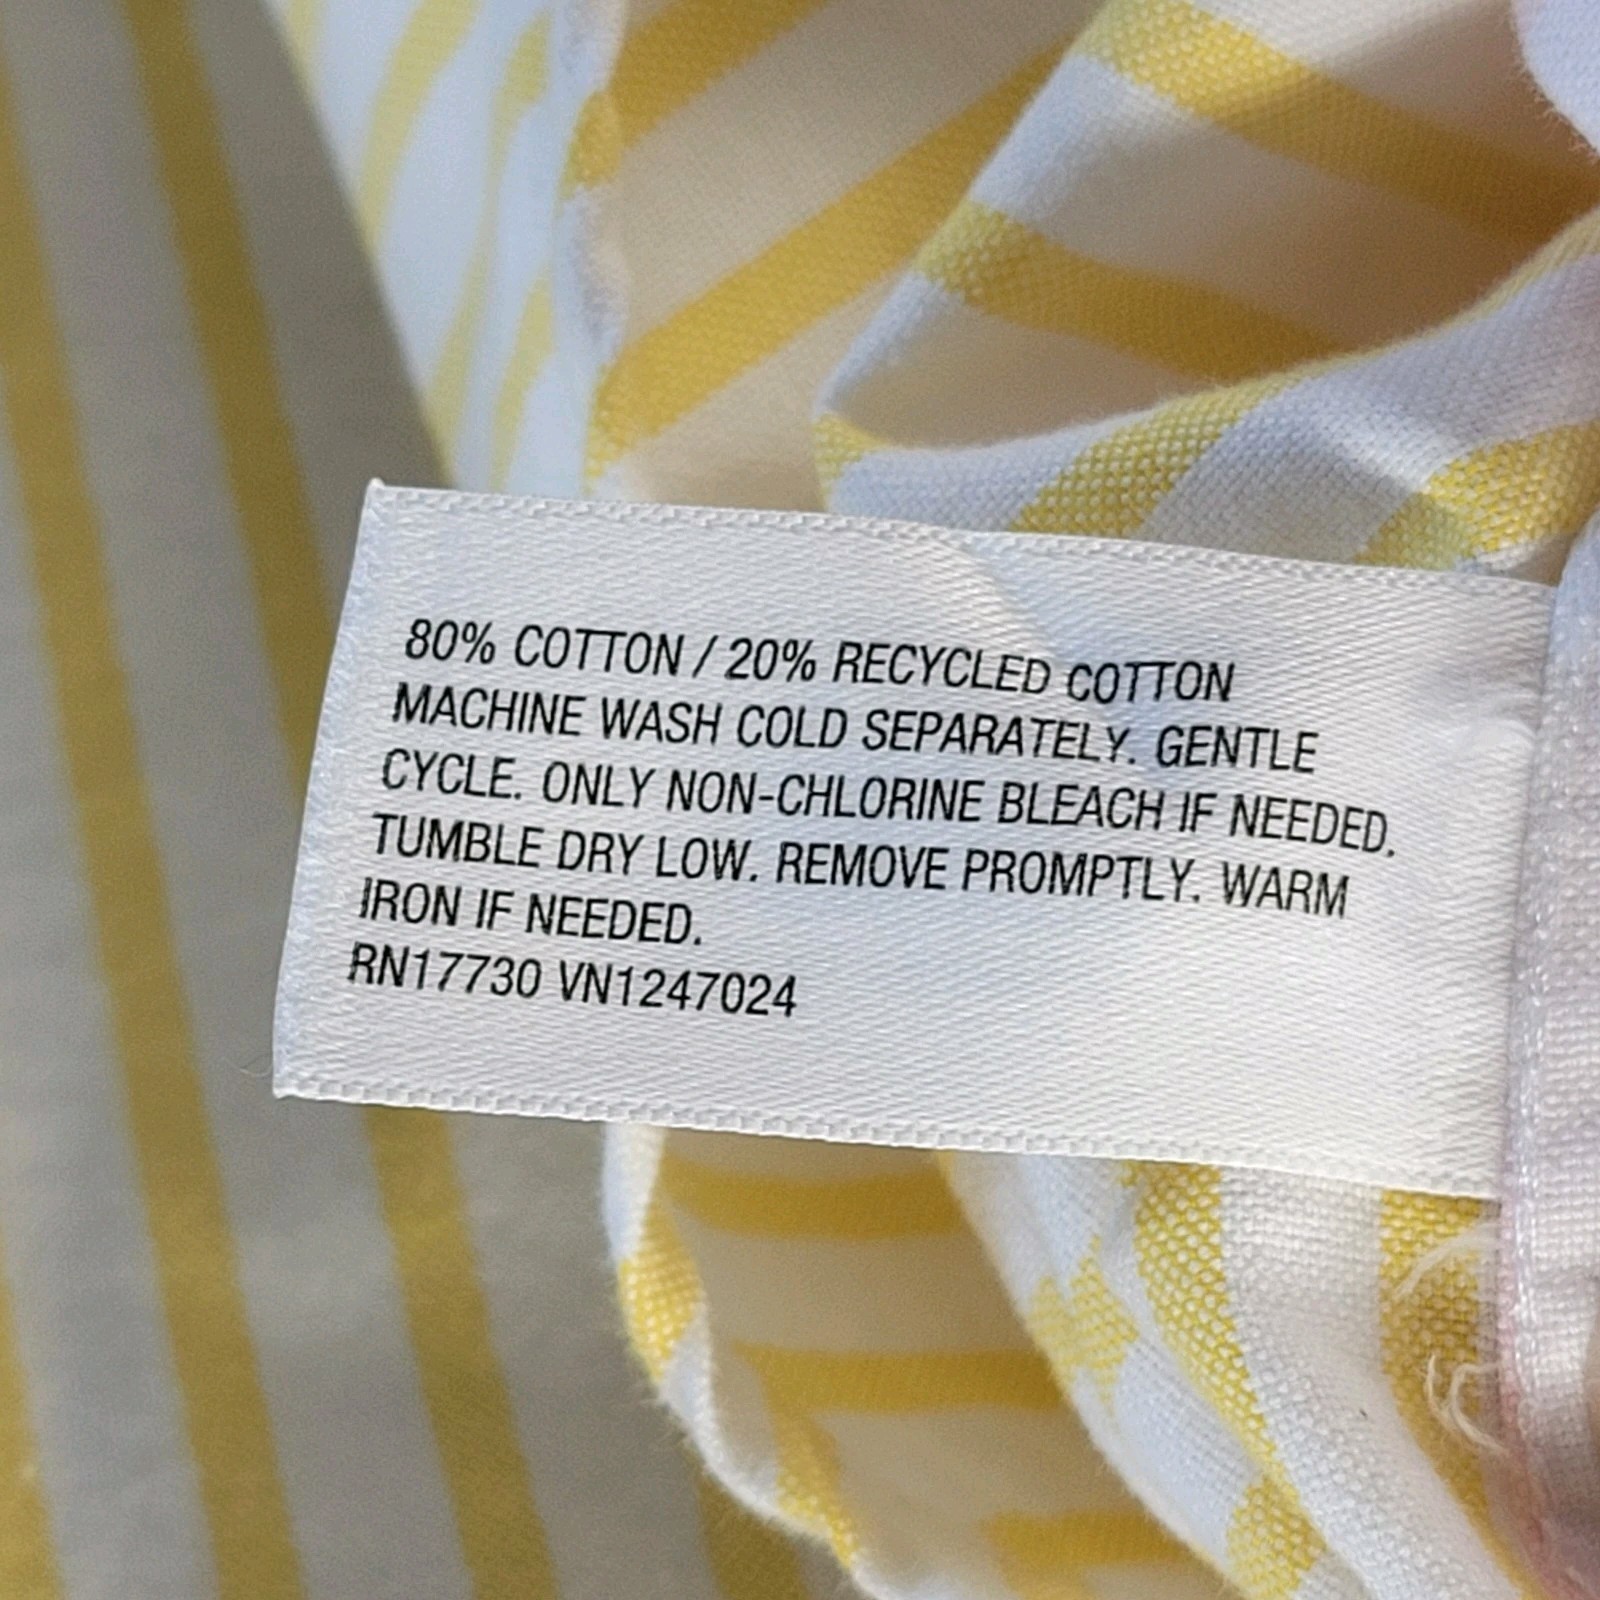 80% COTTON / 20% RECYCLED COTTON
MACHINE WASH COLD SEPARATELY. GENTLE
CYCLE. ONLY NON-CHLORINE BLEACH IF NEEDED.
TUMBLE DRY LOW. REMOVE PROMPTLY. WARM
IRON IF NEEDED.
RN17730 VN1247024